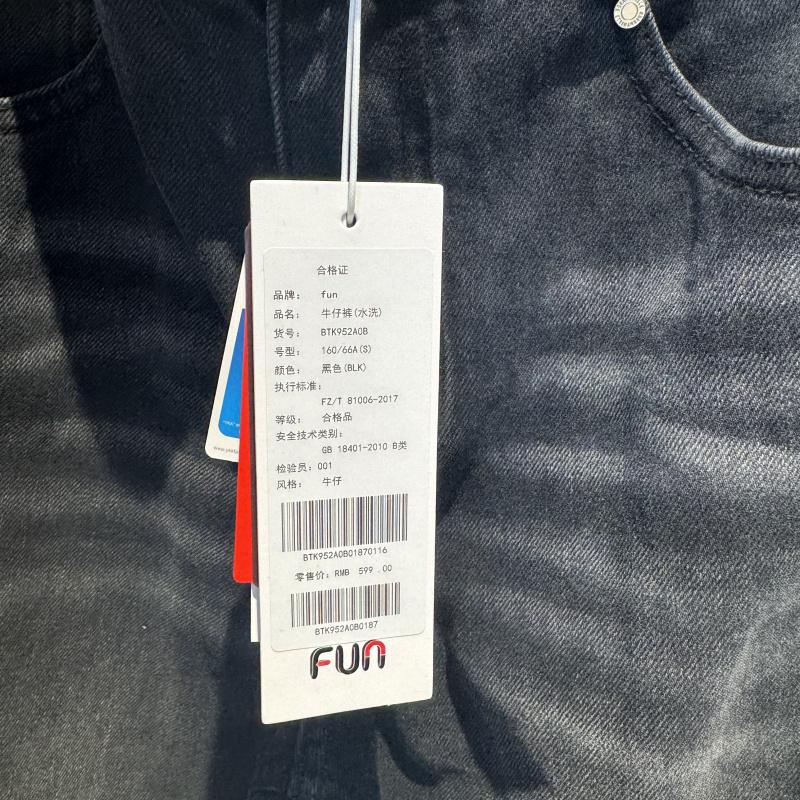 合格证
品牌： fun
品名： 牛仔裤(水洗)
货号： BTK952A0B
号型： 160/66A(S)
颜色： 黑色(BLK)
执行标准：
FZ/T 81006-2017
等级： 合格品
安全技术类别：
GB 18401-2010 B类
检验员：001
风格： 牛仔
BTK952A0B01870116
零售价：RMB 599.00
BTK952A0B0187
FUN